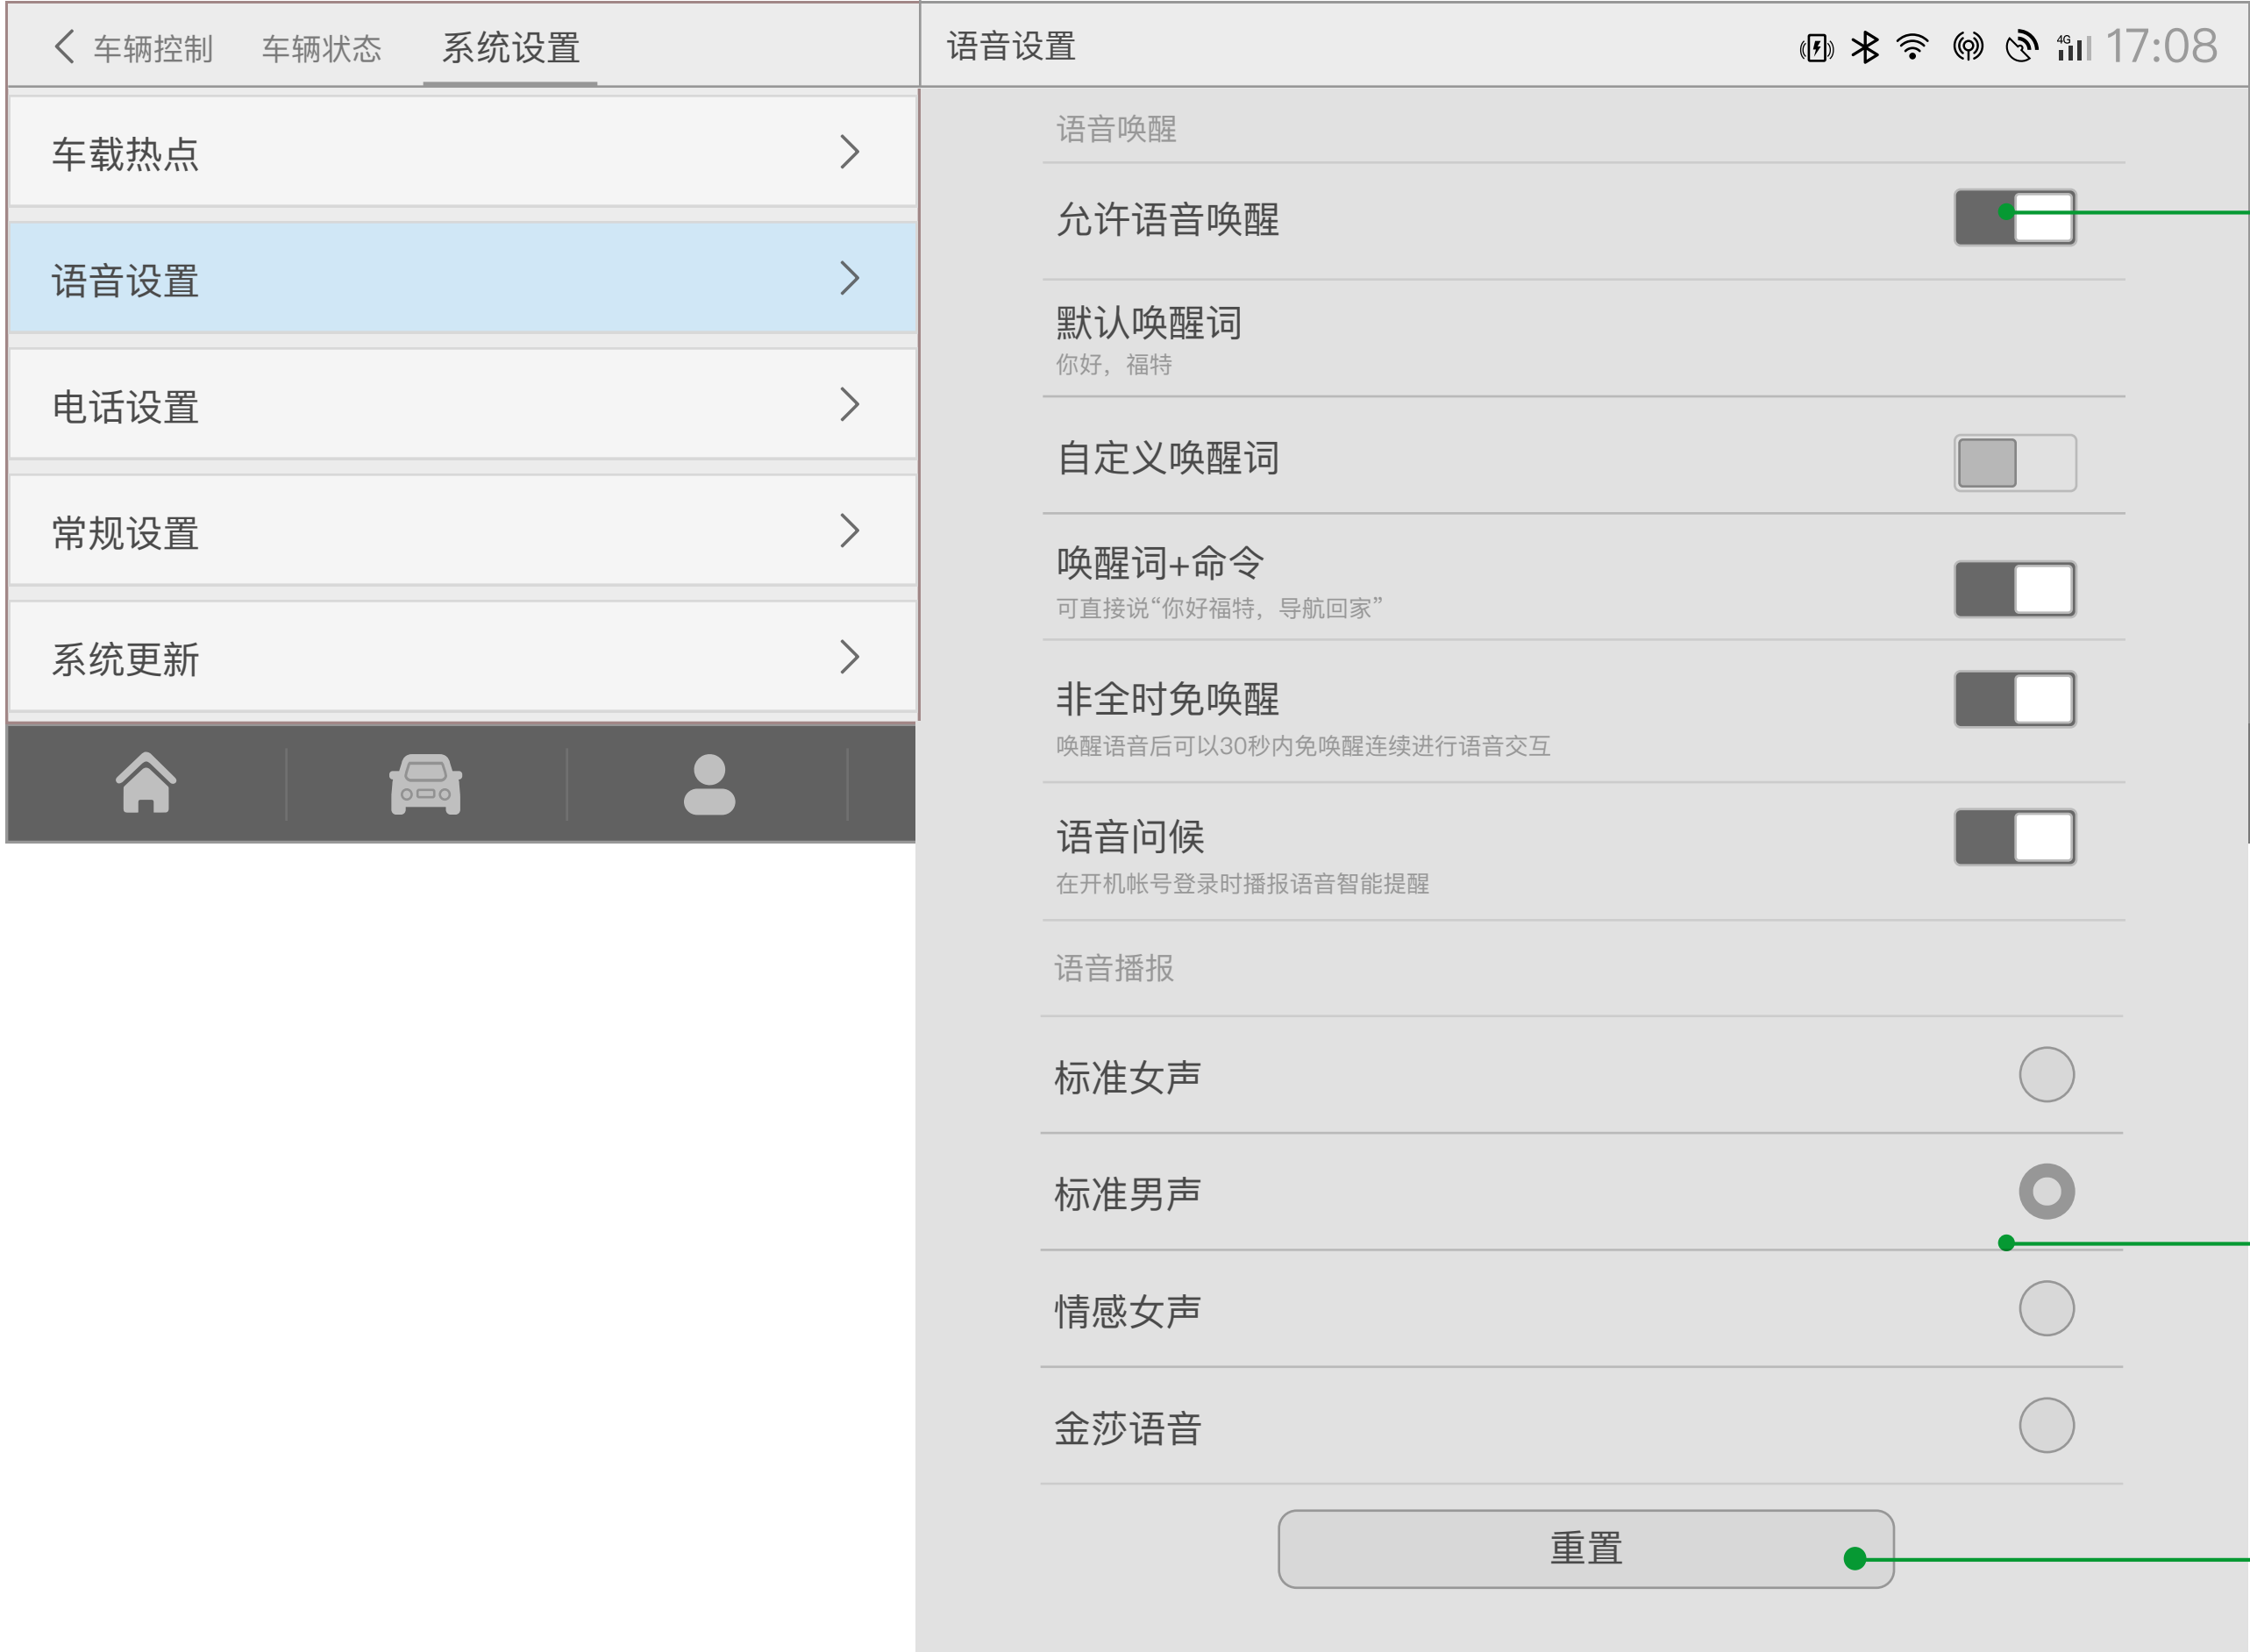 车辆控制
车辆状态
系统设置
语音设置
4G
17:08
车载热点
语音设置
电话设置
常规设置
系统更新
语音唤醒
允许语音唤醒
默认唤醒词
你好，福特
自定义唤醒词
唤醒词+命令
可直接说“你好福特，导航回家”
非全时免唤醒
唤醒语音后可以30秒内免唤醒连续进行语音交互
语音问候
在开机帐号登录时播报语音智能提醒
语音播报
标准女声
标准男声
情感女声
金莎语音
重置